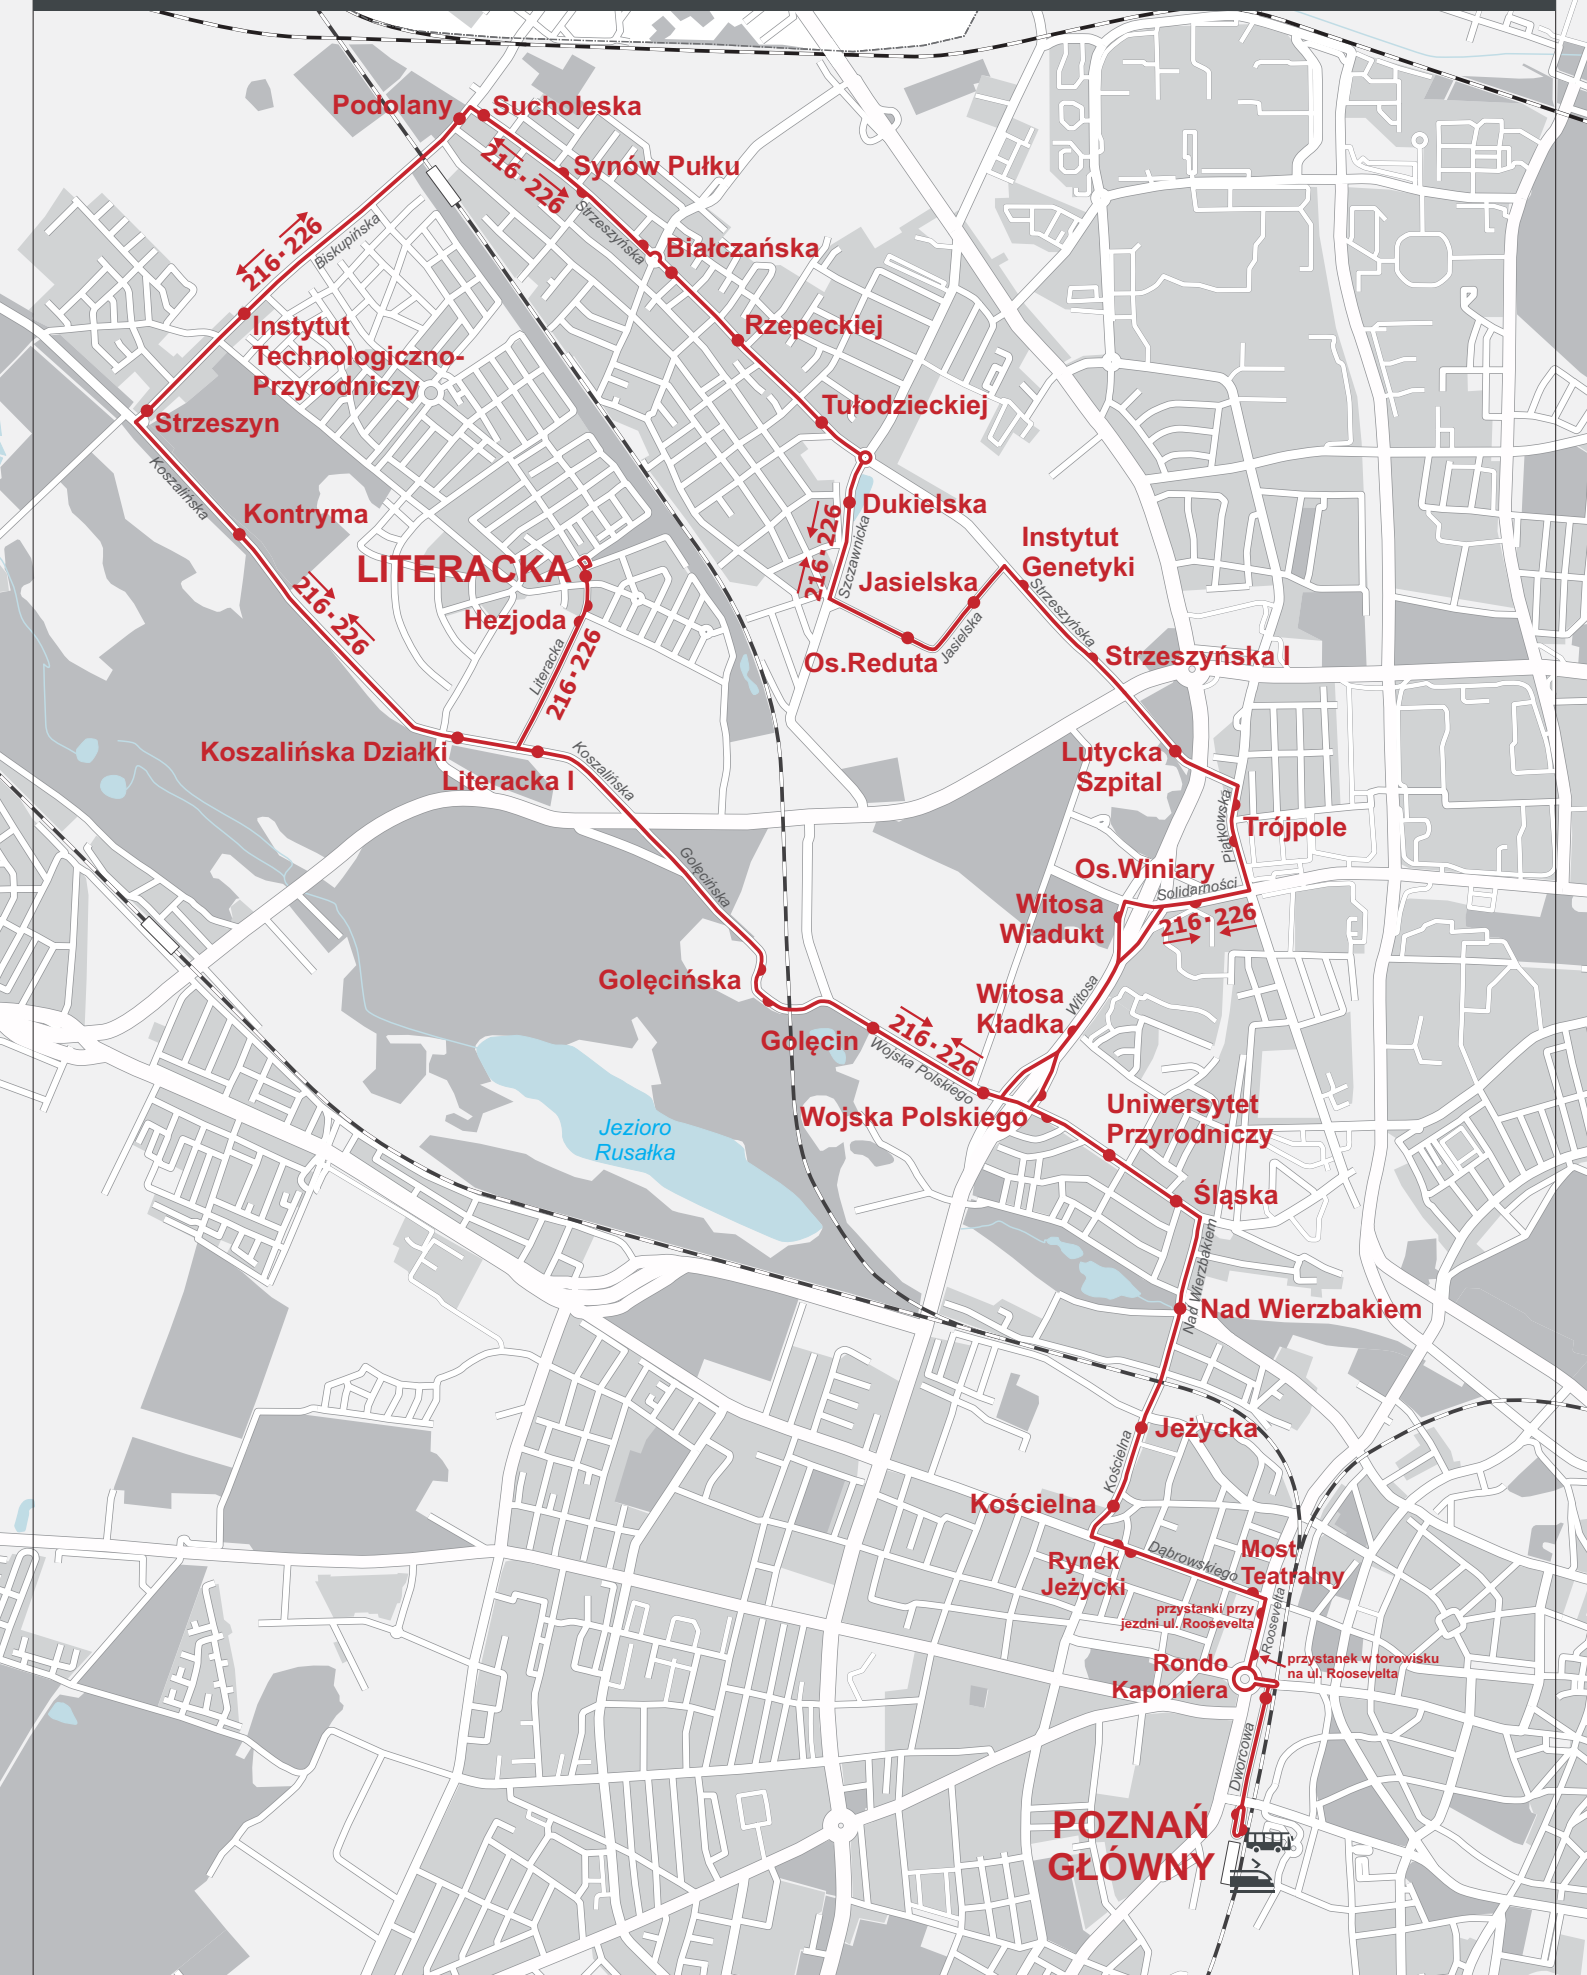 Podolany
Sucholeska
216·226
Synów Pułku
Strzeszyńska
216·226
Biskupińska
Białczańska
Instytut
Technologiczno-
Przyrodniczy
Rzepeckiej
Strzeszyn
Tułodzieckiej
Koszalińska
Kontryma
Dukielska
216·226
Szczawnicka
Instytut
Genetyki
LITERACKA
Jasielska
Strzeszyńska
216·226
Hezjoda
Literacka
216·226
Os.Reduta
Jasielska
Strzeszyńska I
Koszalińska Działki
Literacka I
Koszalińska
Lutycka
Szpital
Piątkowska
Trójpole
Golęcińska
Os.Winiary
Solidarności
Witosa
Wiadukt
216·226
Golęcińska
Witosa
Kładka
Witosa
Golęcin
216·226
Wojska Polskiego
Wojska Polskiego
Uniwersytet
Przyrodniczy
Jezioro
Rusałka
Śląska
Nad Wierzbakiem
Nad Wierzbakiem
Jeżycka
Kościelna
Kościelna
Rynek
Jeżycki
Dąbrowskiego
Most
Teatralny
przystanki przy
jezdni ul. Roosevelta
Roosevelta
przystanek w torowisku
na ul. Roosevelta
Rondo
Kaponiera
Dworcowa
POZNAŃ
GŁÓWNY